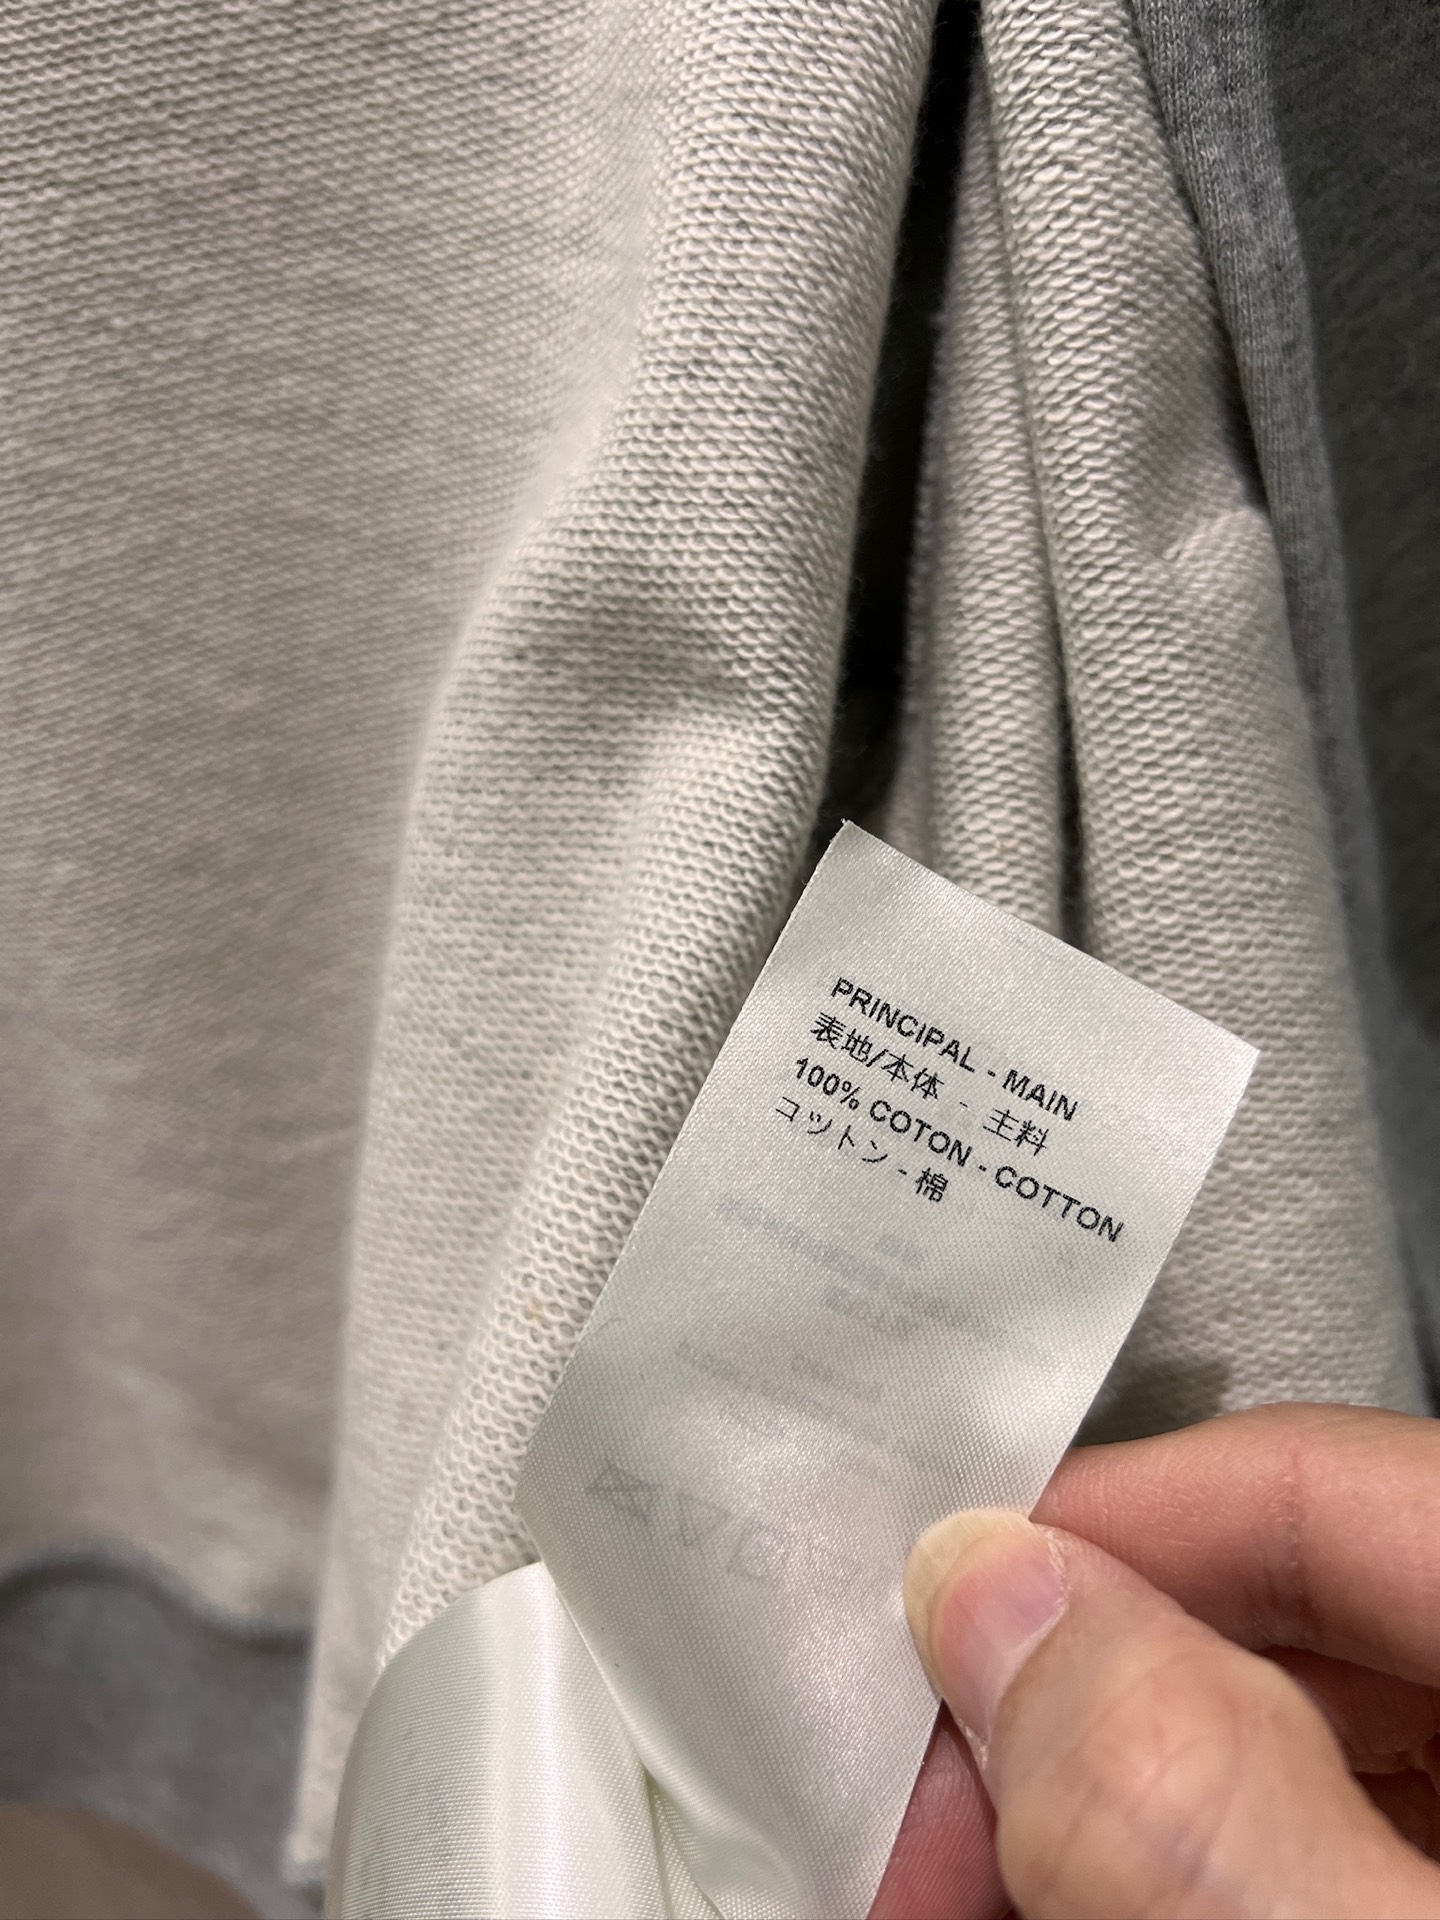 PRINCIPAL - MAIN
表地/本体 - 主料
100% COTON - COTTON
コットン - 棉